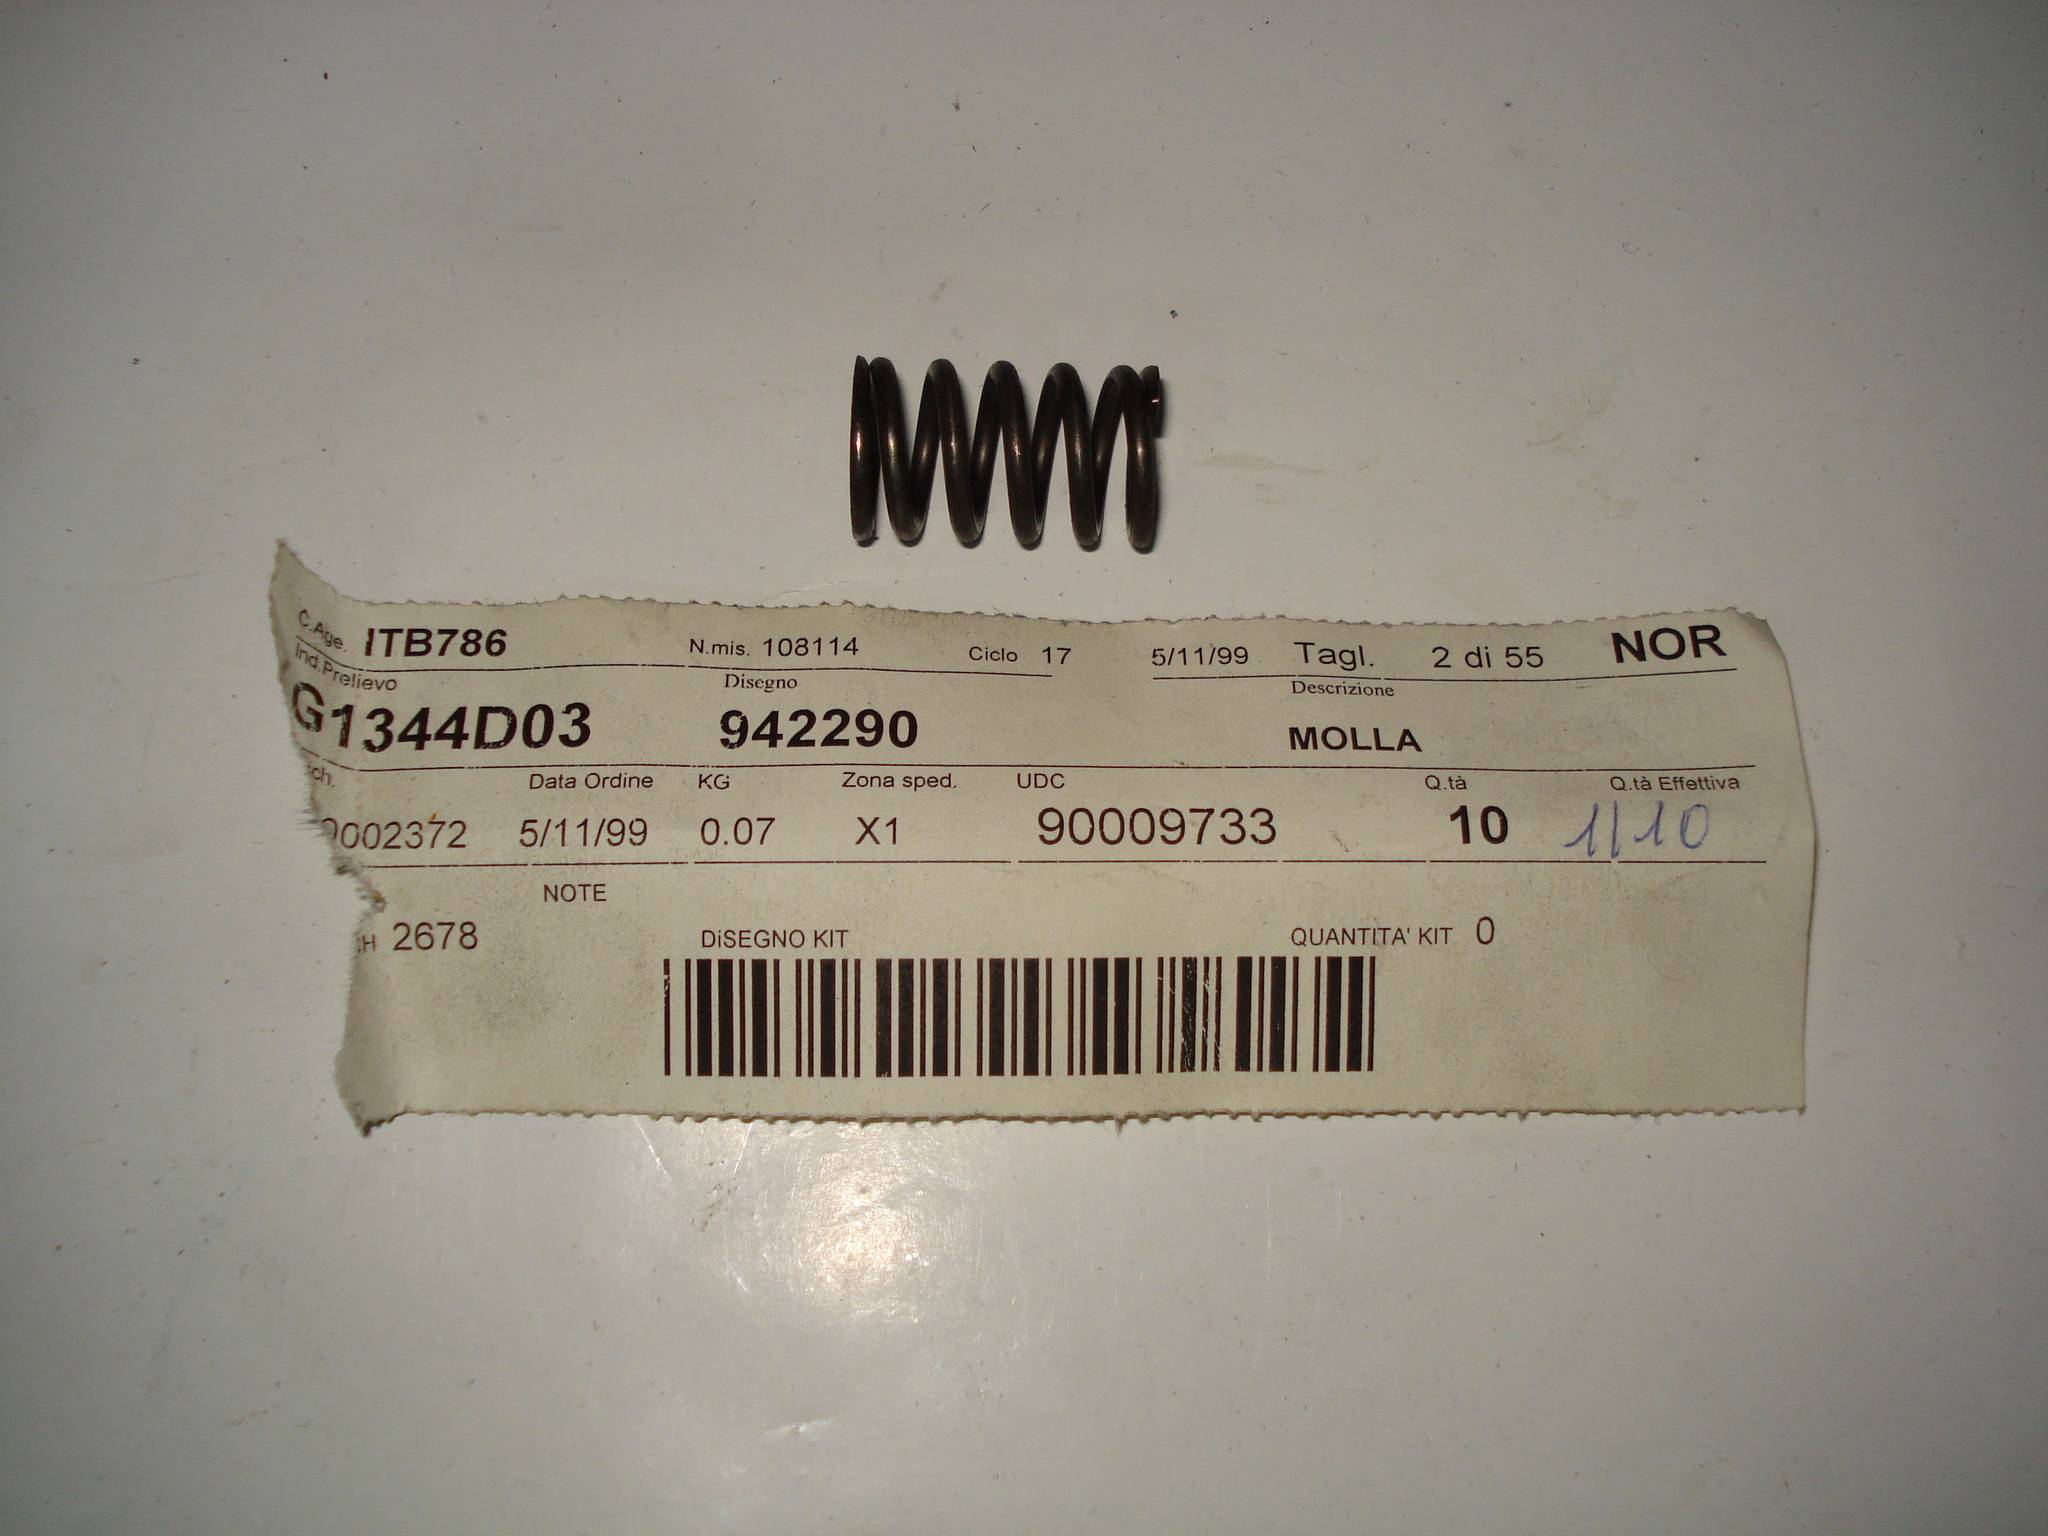 C.Age. ITB786 N.mis. 108114 Ciclo 17 5/11/99 Tagl. 2 di 55 NOR
Ind.Prelievo Disegno Descrizione
G1344D03 942290 MOLLA
Data Ordine KG Zona sped. UDC Q.tà Q.tà Effettiva
002372 5/11/99 0.07 X1 90009733 10
NOTE
2678 DiSEGNO KIT QUANTITA' KIT 0